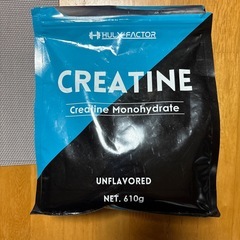 HULX-FACTOR
CREATINE
Creatine Monohydrate
UNFLAVORED
NET. 610g